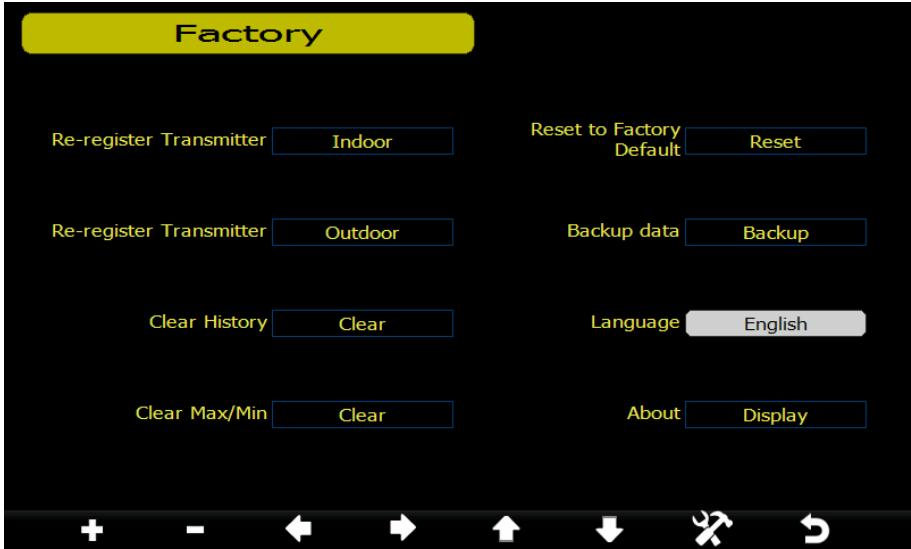 Factory
Re-register Transmitter Indoor
Reset to Factory
Default Reset
Re-register Transmitter Outdoor
Backup data Backup
Clear History Clear
Language English
Clear Max/Min Clear
About Display